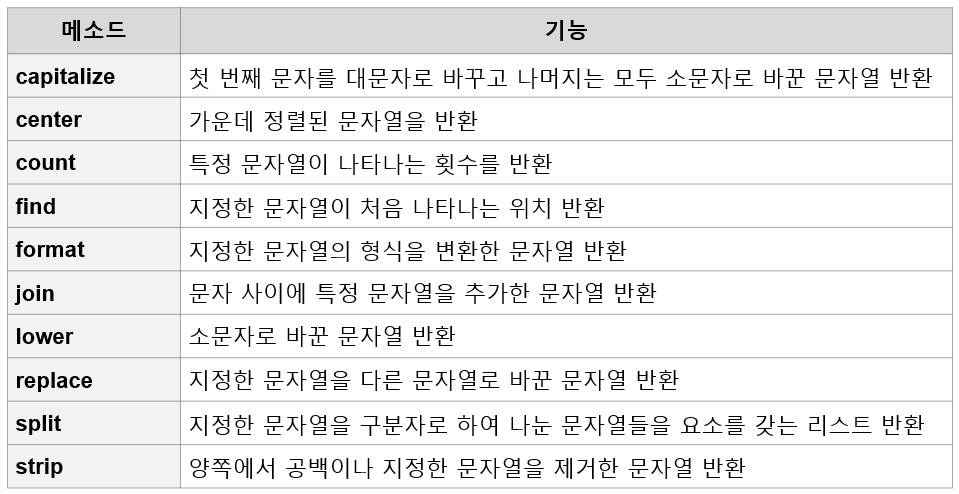 메소드 기능
capitalize 첫 번째 문자를 대문자로 바꾸고 나머지는 모두 소문자로 바꾼 문자열 반환
center 가운데 정렬된 문자열을 반환
count 특정 문자열이 나타나는 횟수를 반환
find 지정한 문자열이 처음 나타나는 위치 반환
format 지정한 문자열의 형식을 변환한 문자열 반환
join 문자 사이에 특정 문자열을 추가한 문자열 반환
lower 소문자로 바꾼 문자열 반환
replace 지정한 문자열을 다른 문자열로 바꾼 문자열 반환
split 지정한 문자열을 구분자로 하여 나눈 문자열들을 요소를 갖는 리스트 반환
strip 양쪽에서 공백이나 지정한 문자열을 제거한 문자열 반환